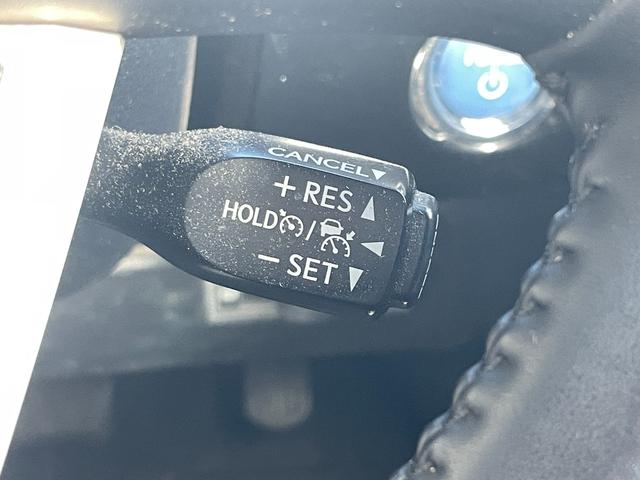 CANCEL▼
+ RES ▲
HOLD / ◀
− SET ▼